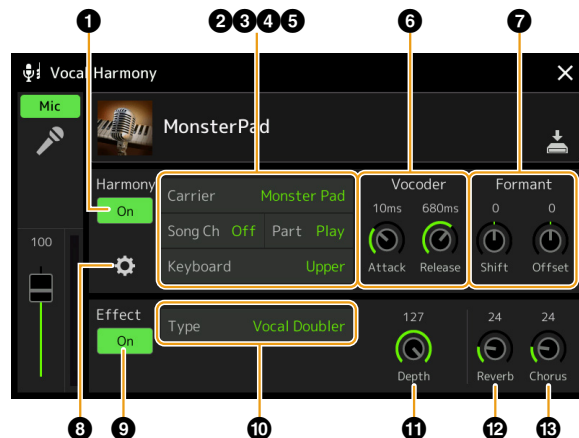 1 2 3 4 5 6 7
Vocal Harmony
Mic
MonsterPad
Harmony
On
Carrier Monster Pad
Song Ch Off Part Play
Keyboard Upper
Vocoder
10ms 680ms
Attack Release
Formant
0 0
Shift Offset
100
Effect
On
Type Vocal Doubler
127
Depth
24 24
Reverb Chorus
8 9 10 11 12 13